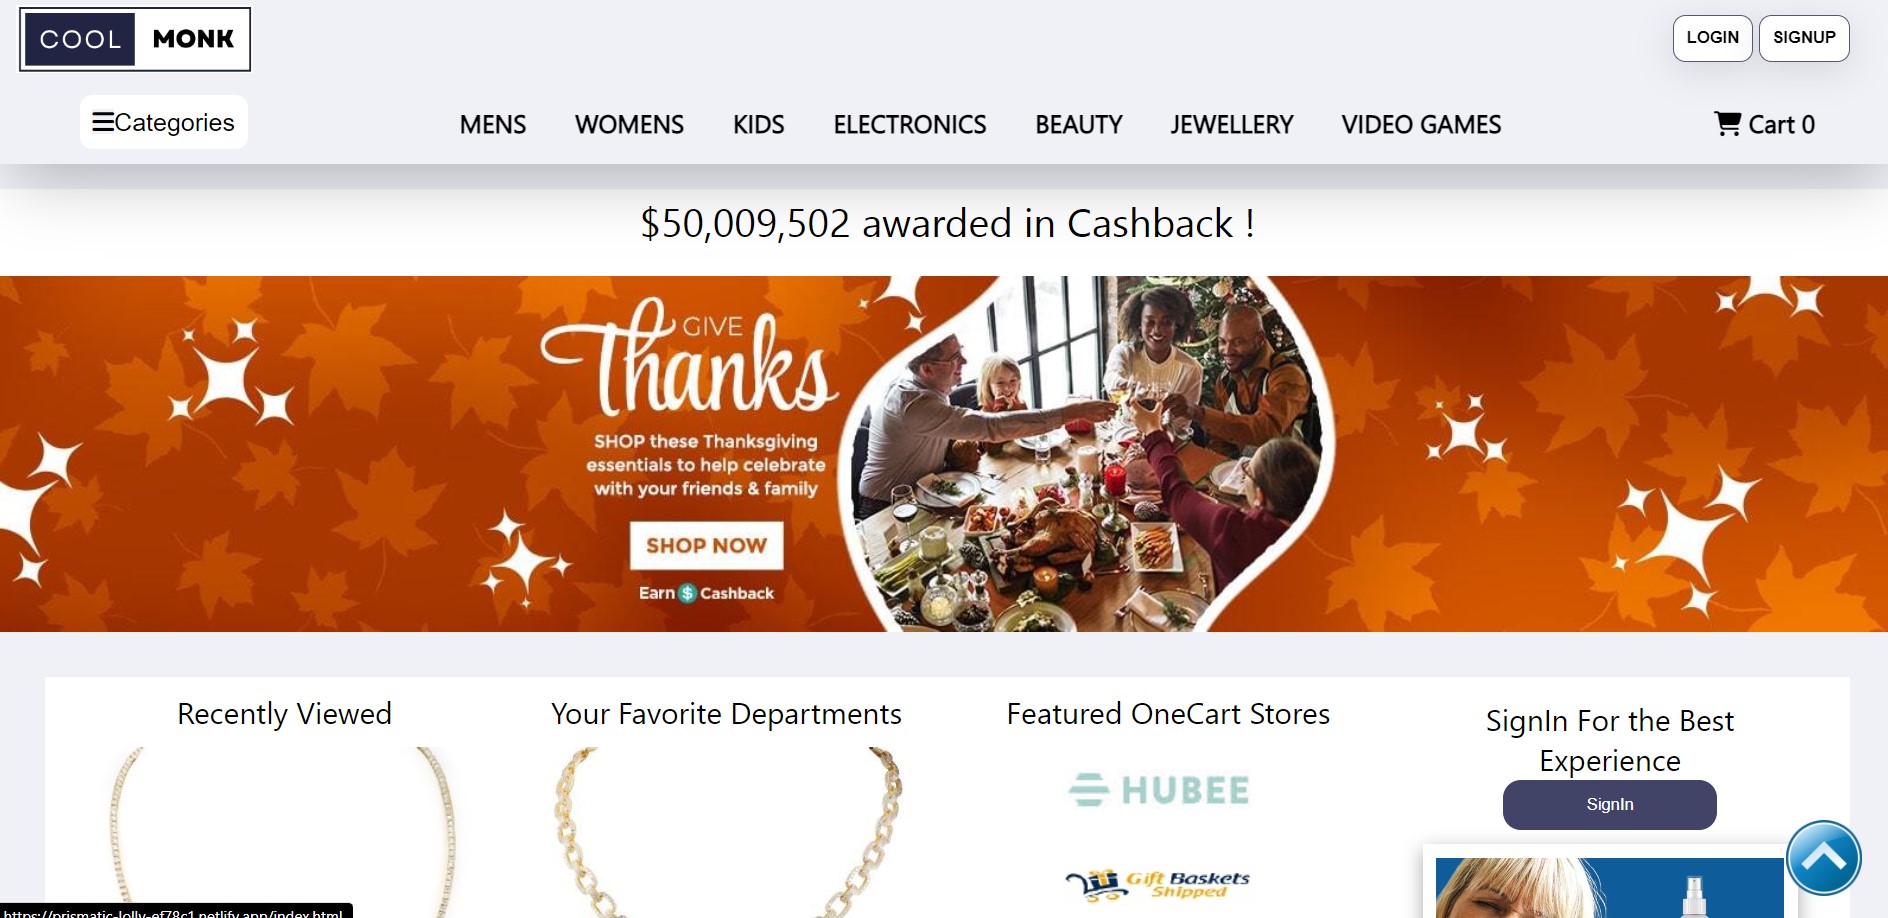 COOL MONK
LOGIN SIGNUP
Categories MENS WOMENS KIDS ELECTRONICS BEAUTY JEWELLERY VIDEO GAMES Cart 0
$50,009,502 awarded in Cashback !
GIVE
Thanks
SHOP these Thanksgiving
essentials to help celebrate
with your friends & family
SHOP NOW
Earn $ Cashback
Recently Viewed
Your Favorite Departments
Featured OneCart Stores
HUBEE
Gift Baskets
Shipped
SignIn For the Best
Experience
SignIn
https://prismatic-lolly-ef78c1.netlify.app/index.html